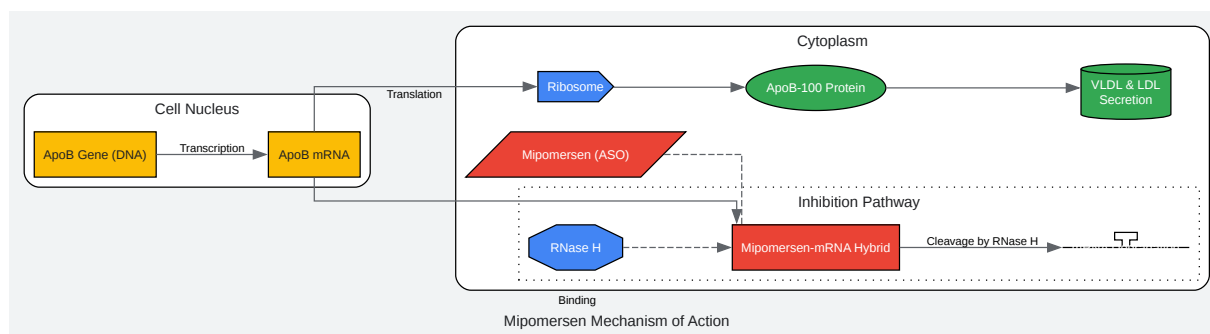 Cytoplasm
Translation
Ribosome
ApoB-100 Protein
VLDL & LDL
Secretion
Cell Nucleus
ApoB Gene (DNA)
Transcription
ApoB mRNA
Mipomersen (ASO)
Inhibition Pathway
RNase H
Mipomersen-mRNA Hybrid
Cleavage by RNase H
Binding
Mipomersen Mechanism of Action